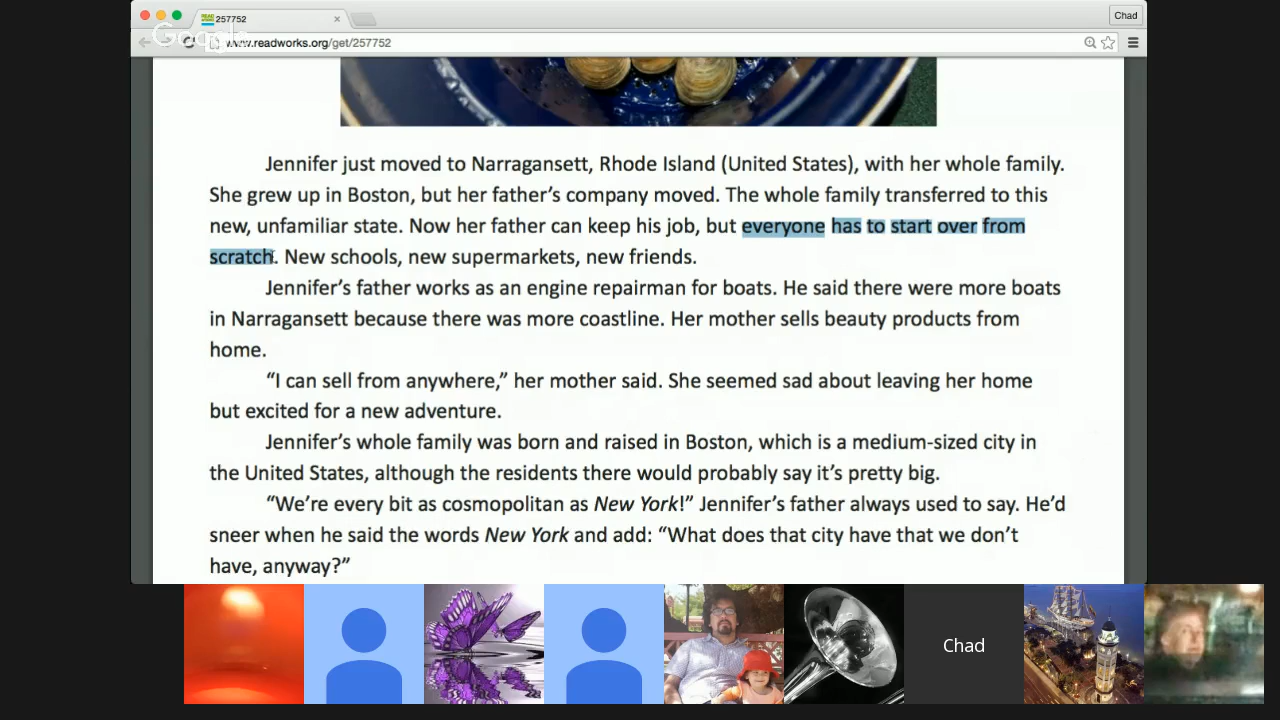 257752
Chad
Google
www.readworks.org/get/257752
Jennifer just moved to Narragansett, Rhode Island (United States), with her whole family.
She grew up in Boston, but her father's company moved. The whole family transferred to this
new, unfamiliar state. Now her father can keep his job, but everyone has to start over from
scratch. New schools, new supermarkets, new friends.
Jennifer's father works as an engine repairman for boats. He said there were more boats
in Narragansett because there was more coastline. Her mother sells beauty products from
home.
“I can sell from anywhere,” her mother said. She seemed sad about leaving her home
but excited for a new adventure.
Jennifer's whole family was born and raised in Boston, which is a medium-sized city in
the United States, although the residents there would probably say it's pretty big.
“We're every bit as cosmopolitan as New York!” Jennifer's father always used to say. He'd
sneer when he said the words New York and add: “What does that city have that we don't
have, anyway?”
Chad